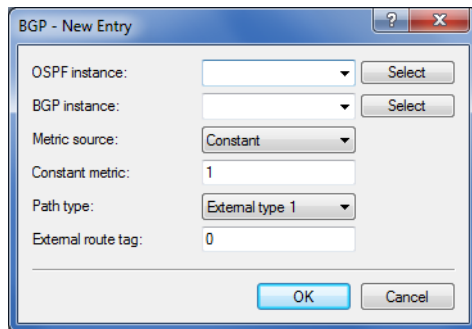 BGP - New Entry
OSPF instance: Select
BGP instance: Select
Metric source: Constant
Constant metric: 1
Path type: External type 1
External route tag: 0
OK Cancel